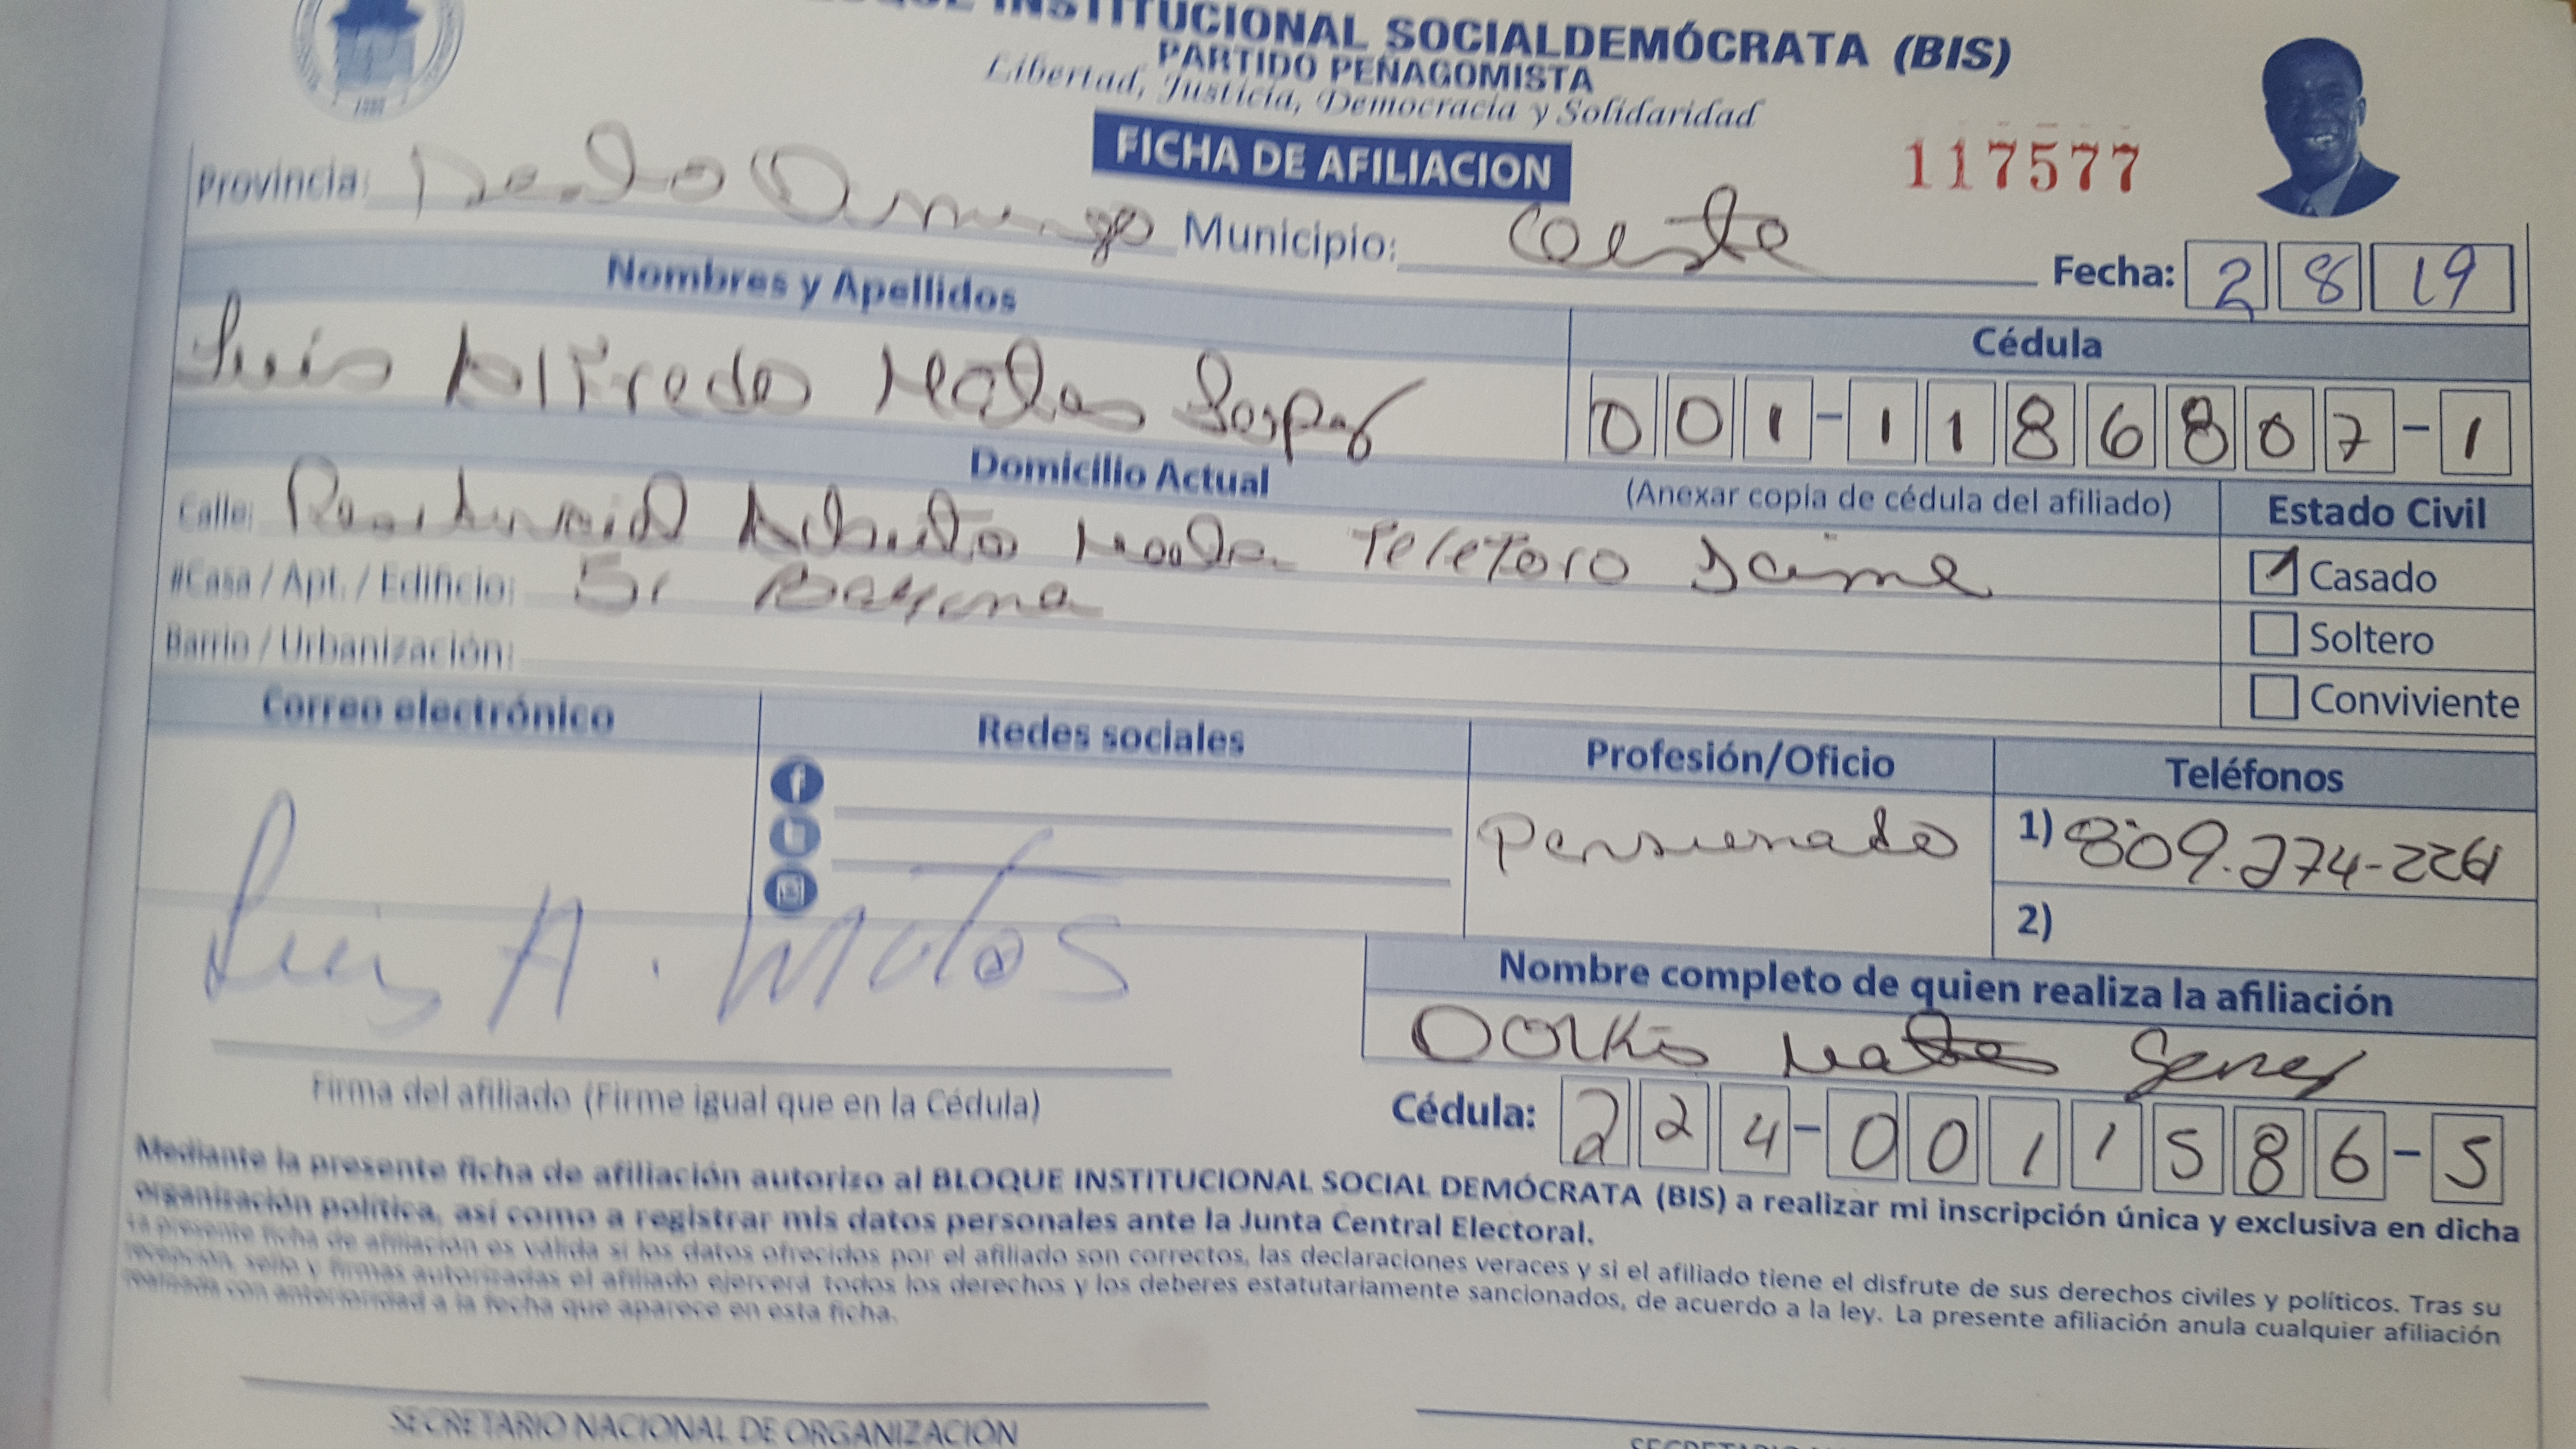 INSTITUCIONAL SOCIALDEMÓCRATA (BIS)
PARTIDO PEÑAGOMISTA
Libertad, Justicia, Democracia y Solidaridad
FICHA DE AFILIACION
117577
Provincia: Santo Domingo Municipio: Oeste
Fecha: 2 8 19
Nombres y Apellidos
Cédula
Luis Alfredo Matos
001-1186807-1
Domicilio Actual
(Anexar copia de cédula del afiliado)
Estado Civil
Calle: Residencial Teletoro Jaime
#Casa / Apt. / Edificio: 51 Bayona
Barrio / Urbanización:
Casado
Soltero
Conviviente
Correo electrónico
Redes sociales
Profesión/Oficio
Teléfonos
Pensionado
1) 809.274-2261
2)
Luis A. Matos
Nombre completo de quien realiza la afiliación
Dorkis Matos
Firma del afiliado (Firme igual que en la Cédula)
Cédula: 224-0011586-5
Mediante la presente ficha de afiliación autorizo al BLOQUE INSTITUCIONAL SOCIAL DEMÓCRATA (BIS) a realizar mi inscripción única y exclusiva en dicha
organización política, así como a registrar mis datos personales ante la Junta Central Electoral.
La presente ficha de afiliación es válida si los datos ofrecidos por el afiliado son correctos, las declaraciones veraces y si el afiliado tiene el disfrute de sus derechos civiles y políticos. Tras su
recepción, sello y firmas autorizadas el afiliado ejercerá todos los derechos y los deberes estatutariamente sancionados, de acuerdo a la ley. La presente afiliación anula cualquier afiliación
realizada con anterioridad a la fecha que aparece en esta ficha.
SECRETARIO NACIONAL DE ORGANIZACIÓN